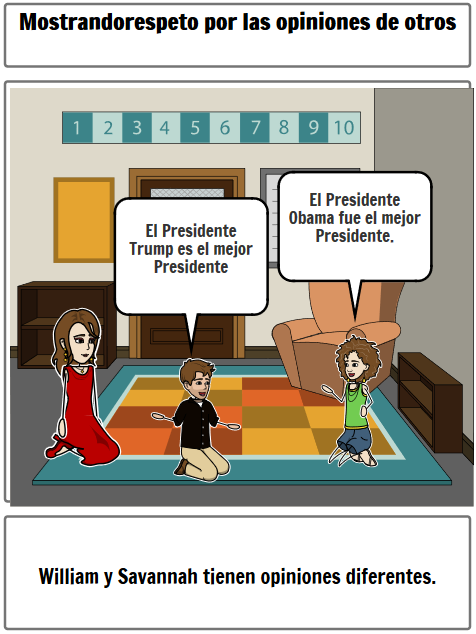 Mostrandorespeto por las opiniones de otros
1 2 3 4 5 6 7 8 9 10
El Presidente
Trump es el mejor
Presidente
El Presidente
Obama fue el mejor
Presidente.
William y Savannah tienen opiniones diferentes.